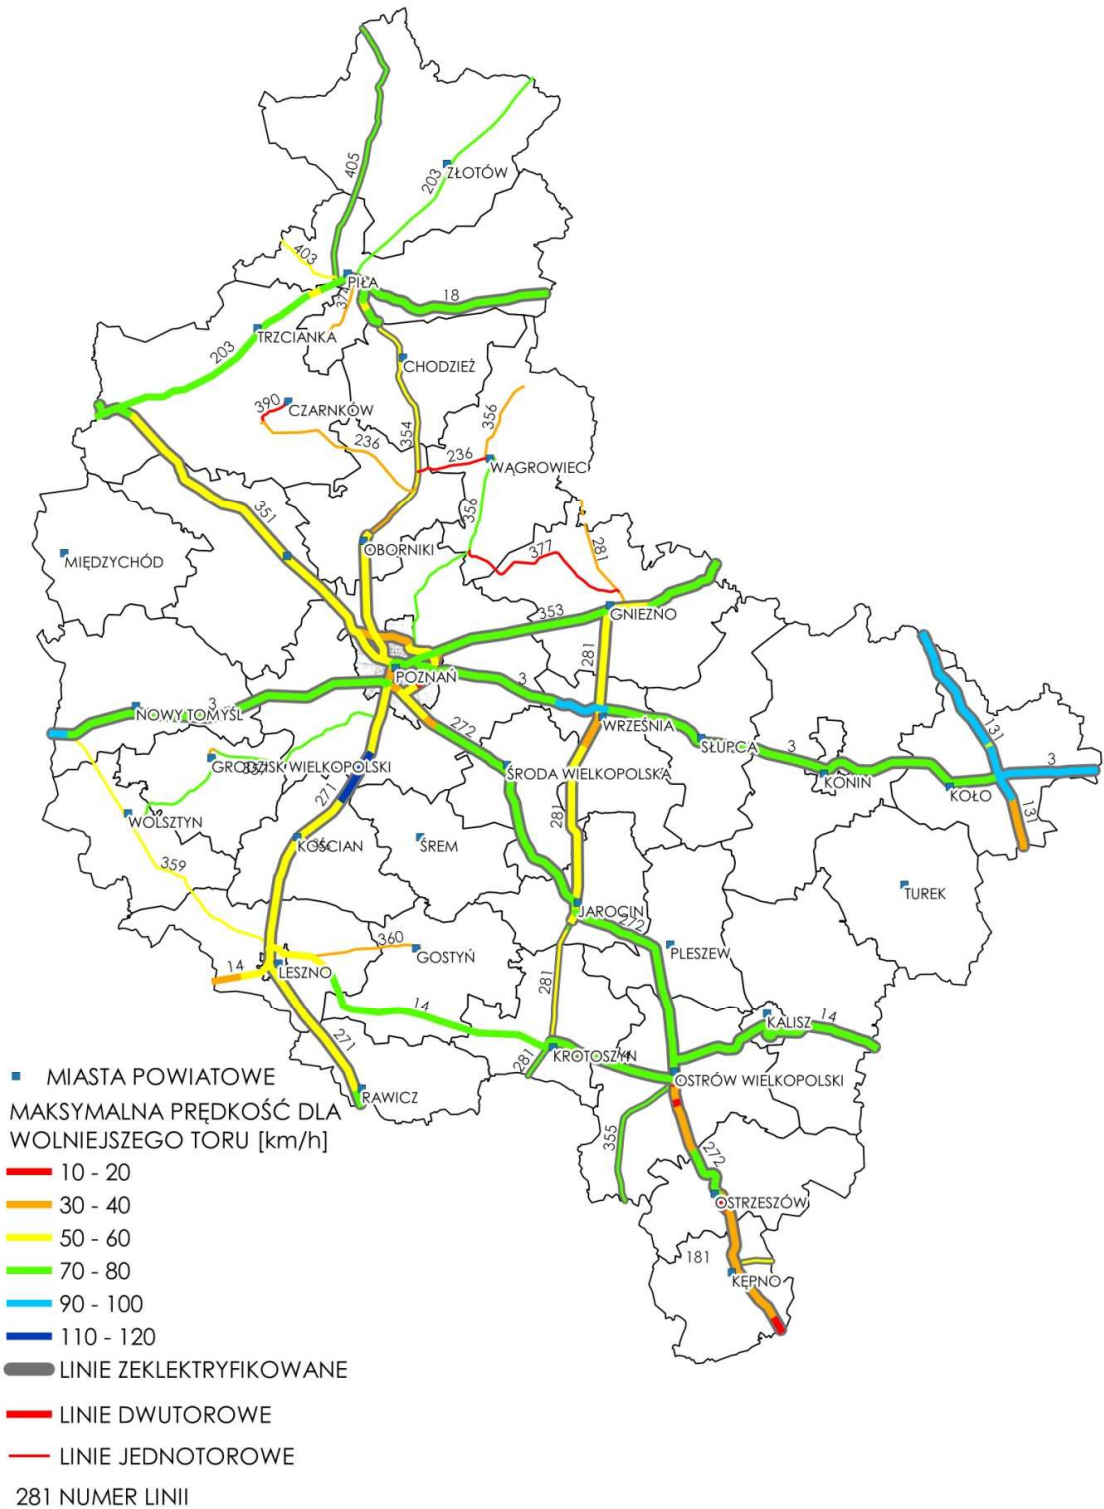 405
203
ZŁOTÓW
403
PIŁA
374
18
TRZCIANKA
203
CHODZIEŻ
390
CZARNKÓW
356
354
236
236
WĄGROWIEC
351
356
OBORNIKI
MIĘDZYCHÓD
377
281
353
GNIEZNO
281
POZNAŃ
3
3
NOWY TOMYŚL
272
WRZEŚNIA
SŁUPCA
3
131
3
GRODZISK WIELKOPOLSKI
357
ŚRODA WIELKOPOLSKA
KONIN
KOŁO
271
281
131
WOLSZTYN
KOŚCIAN
ŚREM
359
TUREK
JAROCIN
272
360
GOSTYŃ
PLESZEW
14
LESZNO
281
14
KALISZ
14
271
281
KROTOSZYN
14
OSTRÓW WIELKOPOLSKI
RAWICZ
355
272
OSTRZESZÓW
181
KĘPNO
MIASTA POWIATOWE
MAKSYMALNA PRĘDKOŚĆ DLA
WOLNIEJSZEGO TORU [km/h]
10 - 20
30 - 40
50 - 60
70 - 80
90 - 100
110 - 120
LINIE ZEKLEKTRYFIKOWANE
LINIE DWUTOROWE
LINIE JEDNOTOROWE
281 NUMER LINII